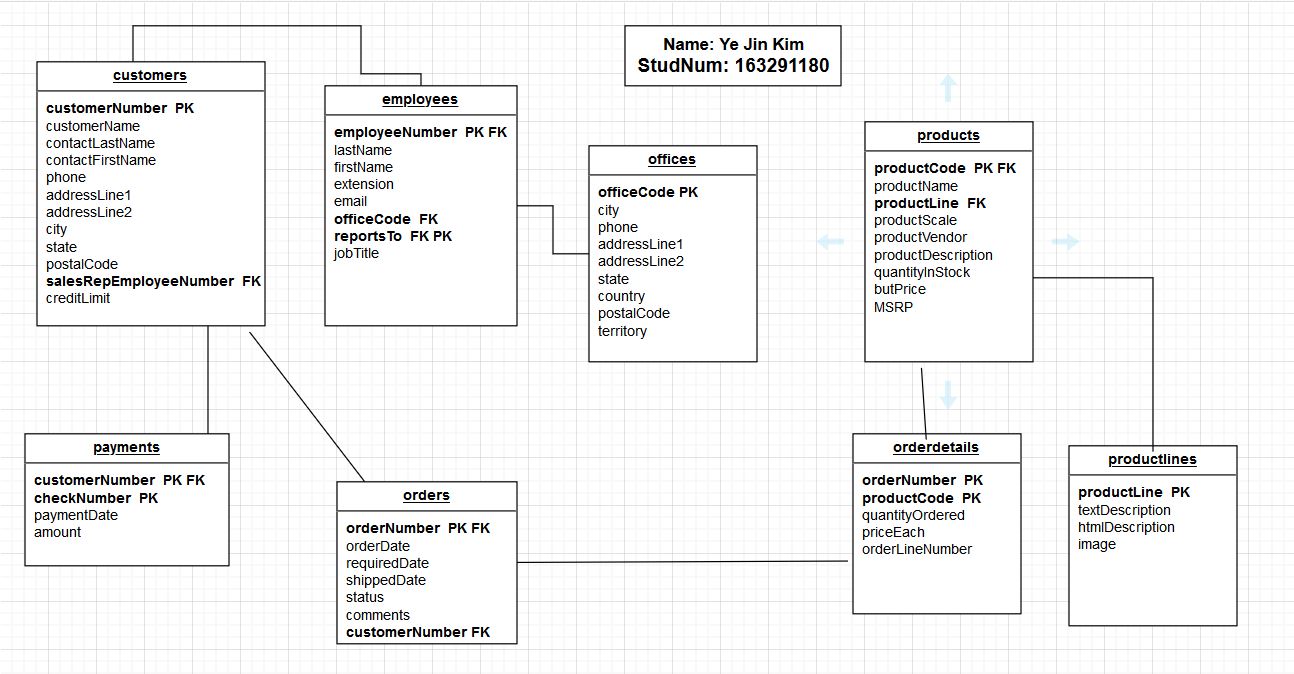 Name: Ye Jin Kim
StudNum: 163291180
customers
customerNumber PK
customerName
contactLastName
contactFirstName
phone
addressLine1
addressLine2
city
state
postalCode
salesRepEmployeeNumber FK
creditLimit
employees
employeeNumber PK FK
lastName
firstName
extension
email
officeCode FK
reportsTo FK PK
jobTitle
offices
officeCode PK
city
phone
addressLine1
addressLine2
state
country
postalCode
territory
products
productCode PK FK
productName
productLine FK
productScale
productVendor
productDescription
quantityInStock
butPrice
MSRP
payments
customerNumber PK FK
checkNumber PK
paymentDate
amount
orders
orderNumber PK FK
orderDate
requiredDate
shippedDate
status
comments
customerNumber FK
orderdetails
orderNumber PK
productCode PK
quantityOrdered
priceEach
orderLineNumber
productlines
productLine PK
textDescription
htmlDescription
image